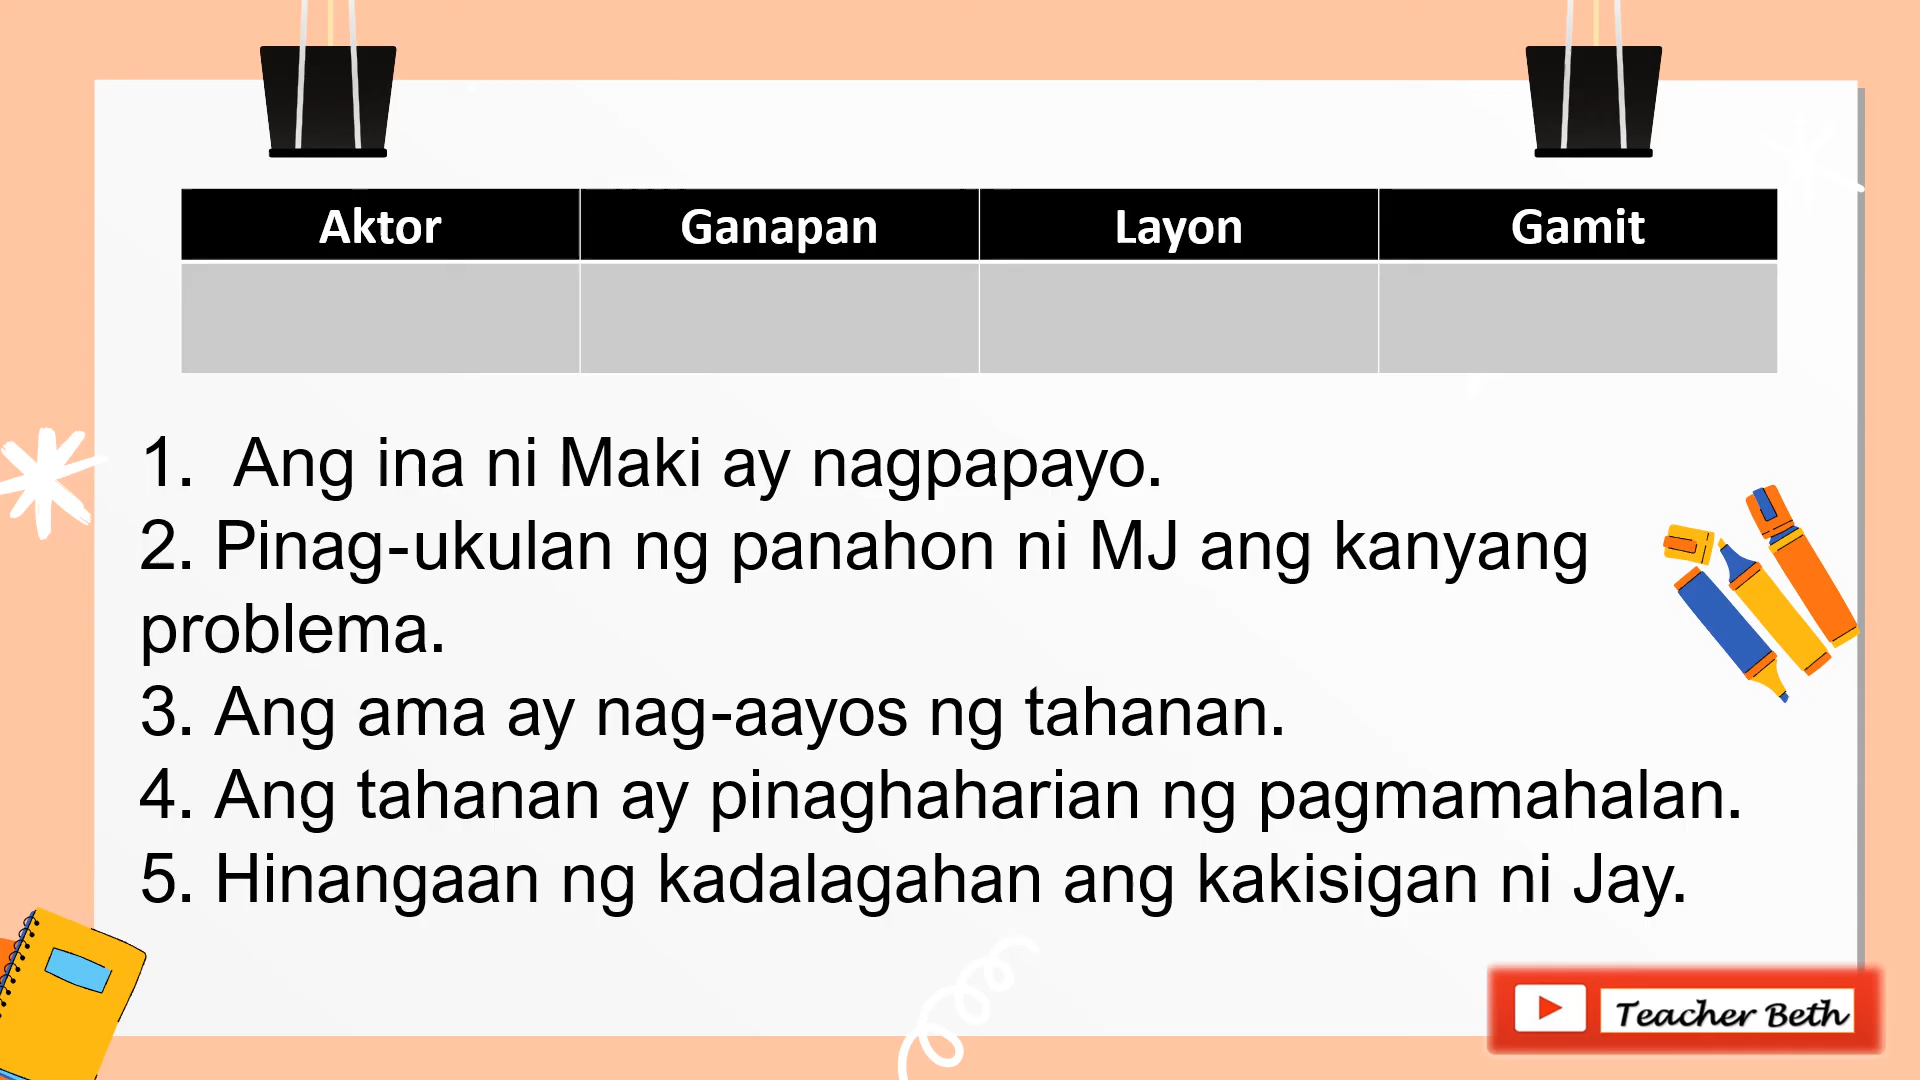 Aktor Ganapan Layon Gamit
1. Ang ina ni Maki ay nagpapayo.
2. Pinag-ukulan ng panahon ni MJ ang kanyang
problema.
3. Ang ama ay nag-aayos ng tahanan.
4. Ang tahanan ay pinaghaharian ng pagmamahalan.
5. Hinangaan ng kadalagahan ang kakisigan ni Jay.
Teacher Beth